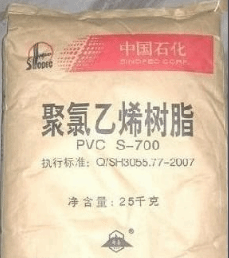 SINOPEC
中国石化
SINOPEC CORP.
聚氯乙烯树脂
PVC S-700
执行标准：Q/SH3055.77-2007
净含量：25千克